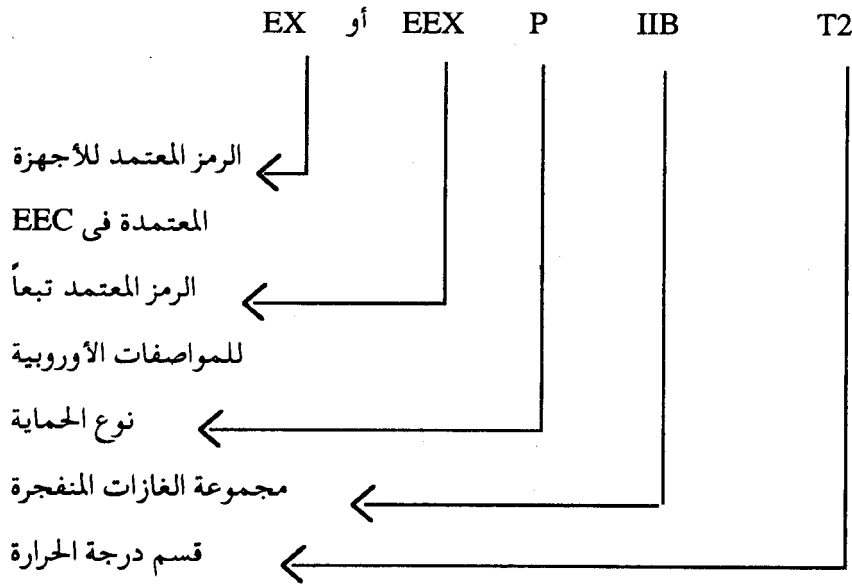 EX أو EEX P IIB T2
الرمز المعتمد للأجهزة
المعتمدة فى EEC
الرمز المعتمد تبعاً
للمواصفات الأوروبية
نوع الحماية
مجموعة الغازات المنفجرة
قسم درجة الحرارة